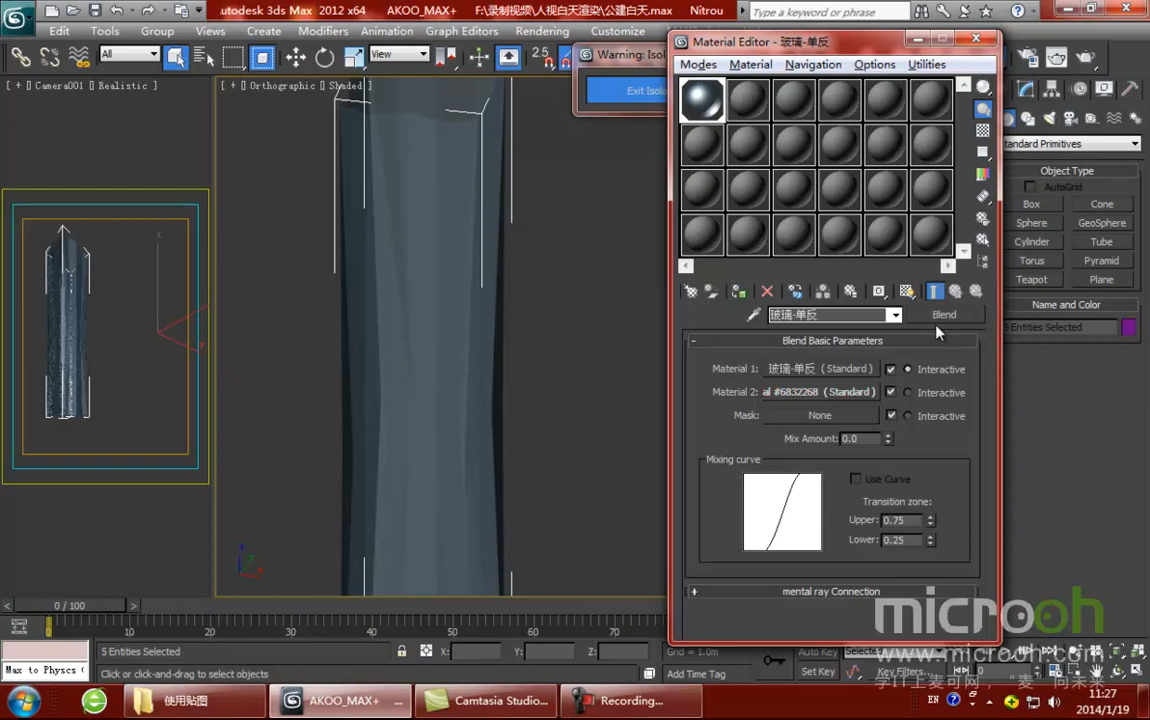 Autodesk 3ds Max 2012 x64 AKOO_MAX+ F:\录制视频\人视白天渲染\公建白天.max Nitrou
Type a keyword or phrase
Edit Tools Group Views Create Modifiers Animation Graph Editors Rendering Customize
All
View
2.5
Warning: Isol
Exit Isola
[ + ] Camera001 | Realistic ]
[ + ] Orthographic | Shaded ]
Material Editor - 玻璃-单反
Modes Material Navigation Options Utilities
玻璃-单反
Blend
- Blend Basic Parameters
Material 1: 玻璃-单反 ( Standard ) Interactive
Material 2: al #6832268 ( Standard ) Interactive
Mask: None Interactive
Mix Amount: 0.0
Mixing curve
Use Curve
Transition zone:
Upper: 0.75
Lower: 0.25
+ mental ray Connection
Standard Primitives
Object Type
AutoGrid
Box Cone
Sphere GeoSphere
Cylinder Tube
Torus Pyramid
Teapot Plane
Name and Color
5 Entities Selected
0 / 100
0 10 20 30 40 50 60 70
5 Entities Selected X: Y: Z: Grid = 1.0m Auto Key
Max to Physcs ( Click or click-and-drag to select objects Add Time Tag Set Key Key Filters...
0
microoh
www.microoh.com
使用贴图
AKOO_MAX+ ...
Camtasia Studio...
Recording...
EN
11:27
2014/1/19